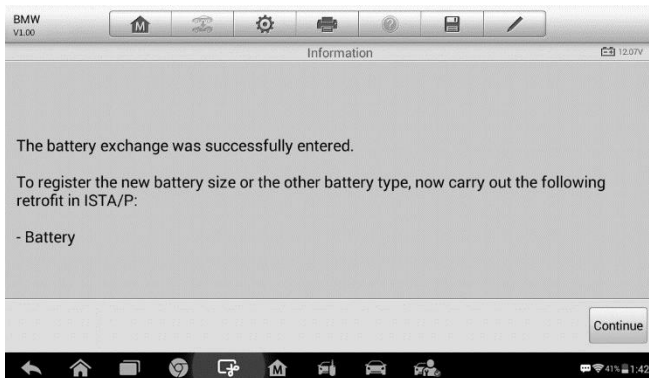 BMW
V1.00
M
Information
12.07V
The battery exchange was successfully entered.
To register the new battery size or the other battery type, now carry out the following
retrofit in ISTA/P:
- Battery
Continue
M
41% 1:42